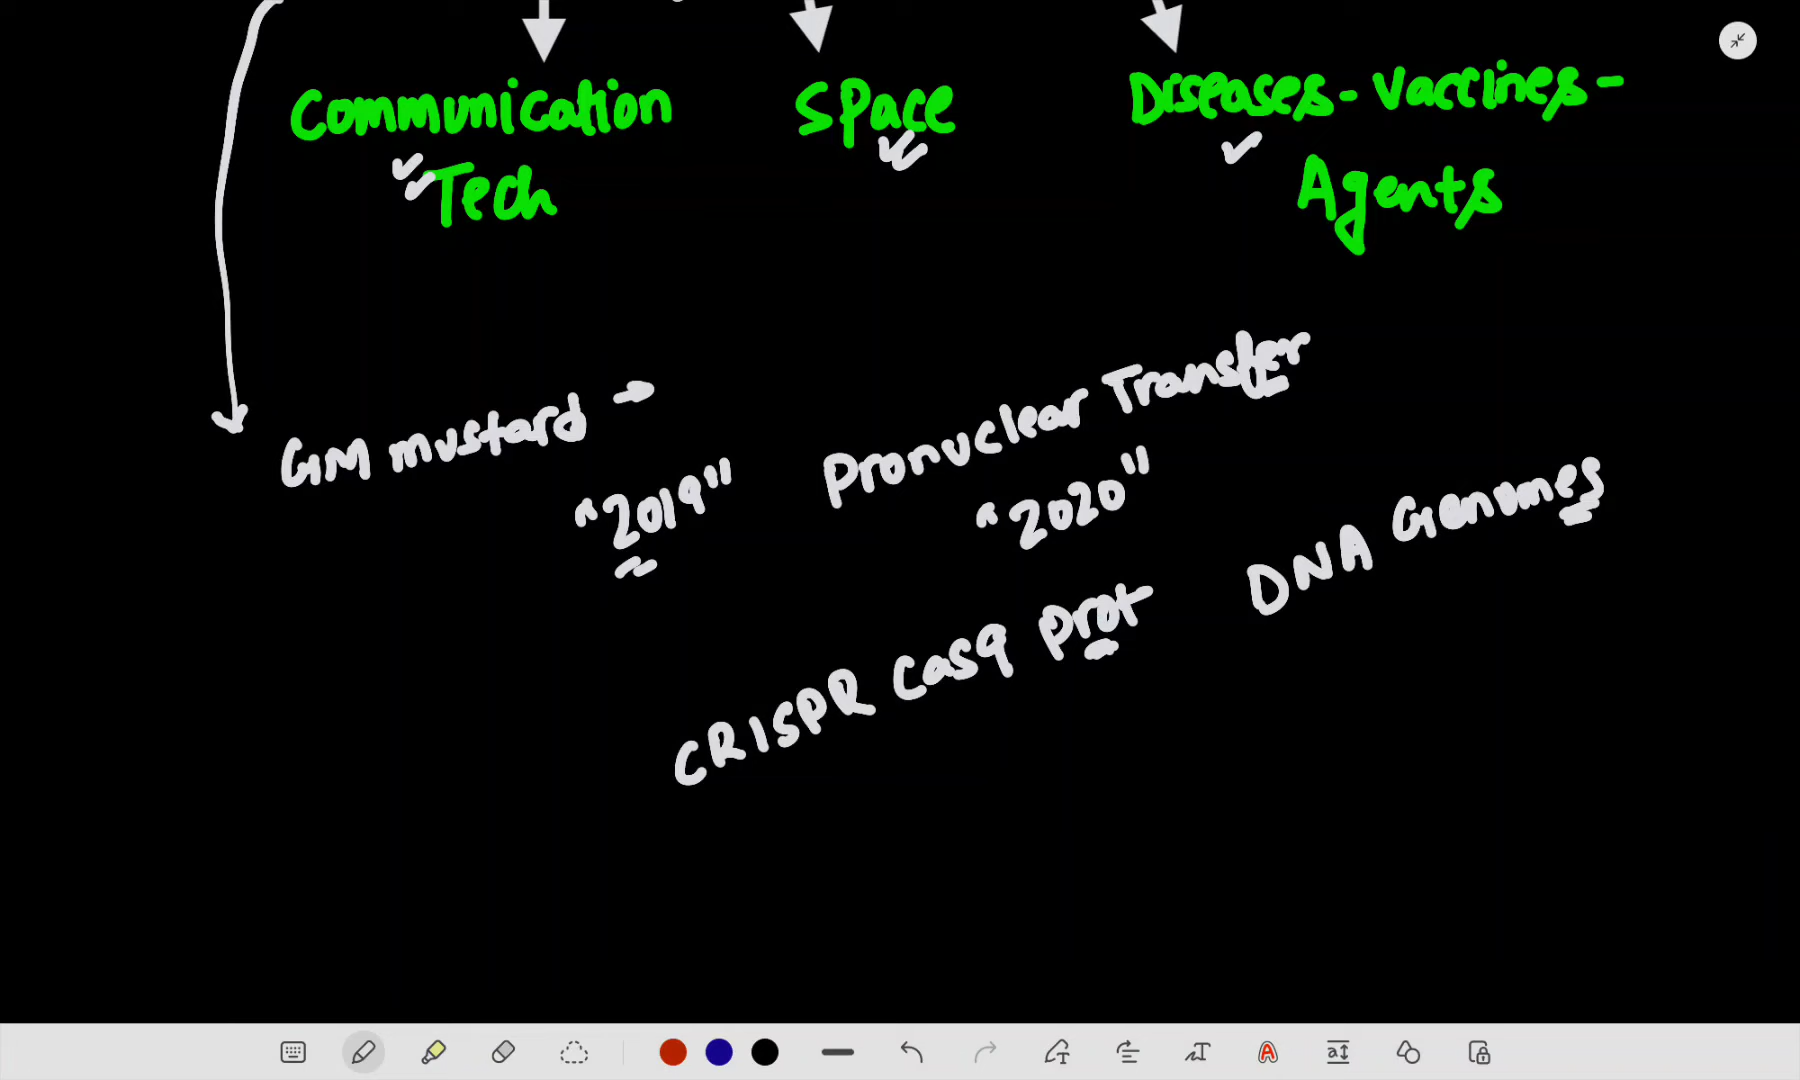 Communication
Tech
Space
Diseases - Vaccines -
Agents
GM mustard →
"2019"
Pronuclear Transfer
"2020"
DNA Genomes
CRISPR Cas9 prot